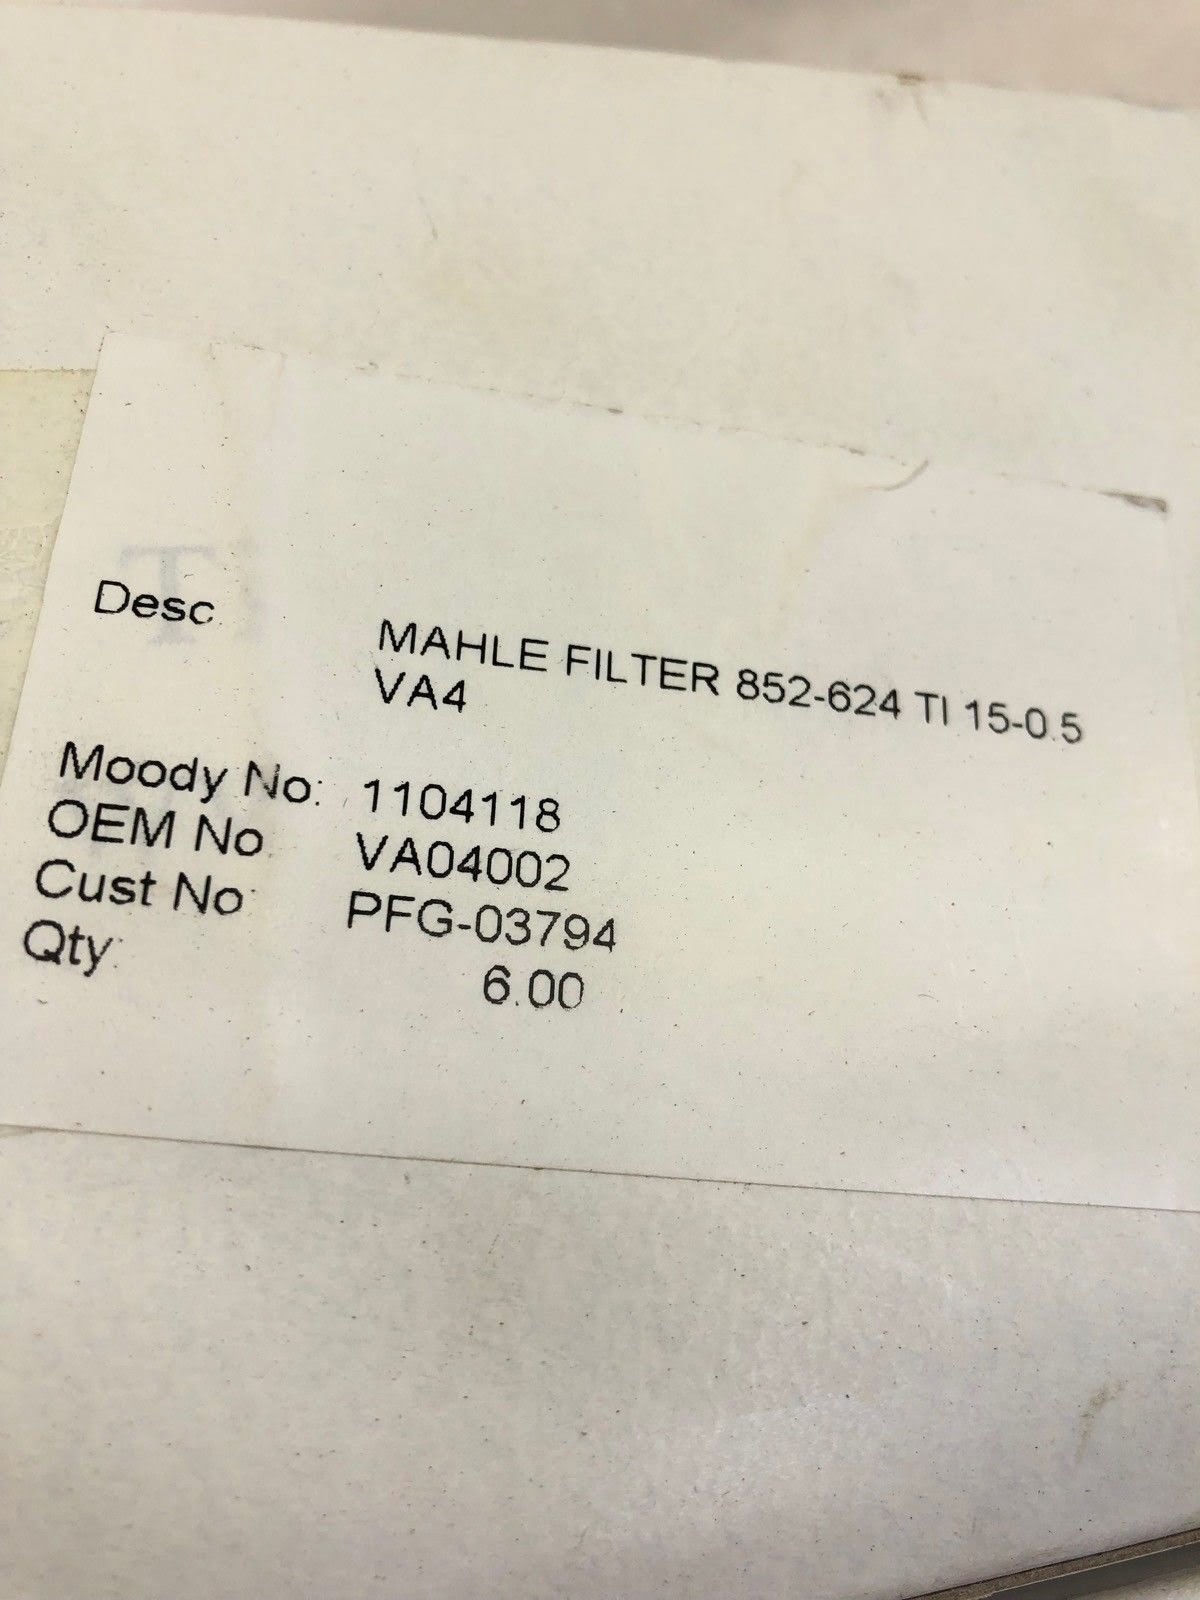 Desc MAHLE FILTER 852-624 TI 15-0.5
VA4
Moody No: 1104118
OEM No VA04002
Cust No PFG-03794
Qty: 6.00